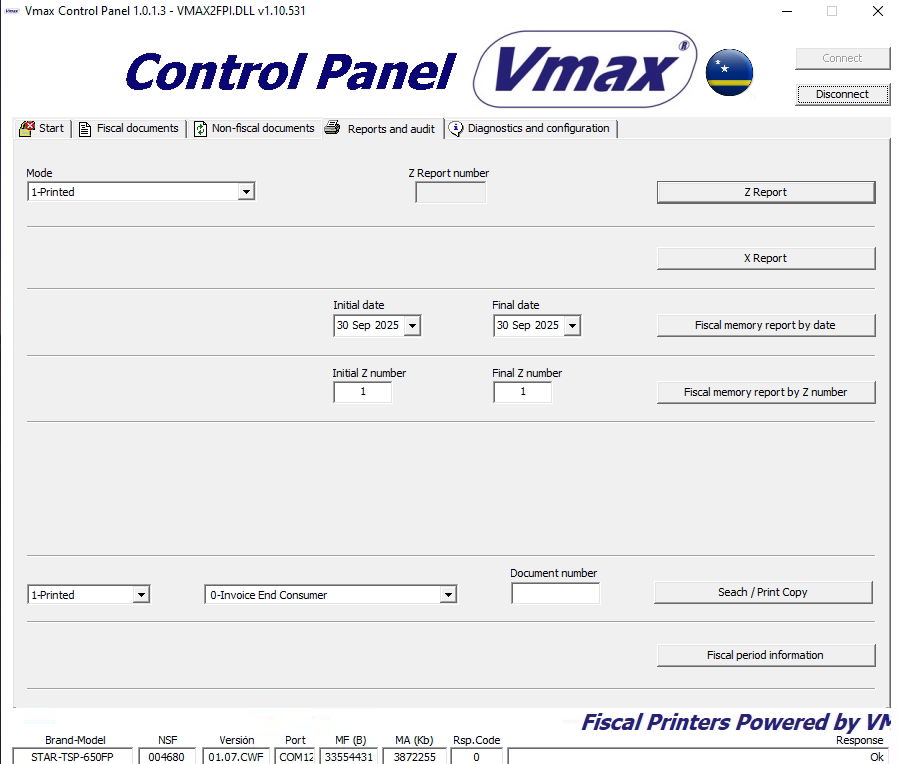 Vmax Control Panel 1.0.1.3 - VMAX2FPI.DLL v1.10.531
Control Panel Vmax ®
Connect
Disconnect
Start Fiscal documents Non-fiscal documents Reports and audit Diagnostics and configuration
Mode Z Report number
1-Printed Z Report
X Report
Initial date Final date
30 Sep 2025 30 Sep 2025 Fiscal memory report by date
Initial Z number Final Z number
1 1 Fiscal memory report by Z number
Document number
1-Printed 0-Invoice End Consumer Seach / Print Copy
Fiscal period information
Fiscal Printers Powered by VM
Brand-Model NSF Versión Port MF (B) MA (Kb) Rsp.Code Response
STAR-TSP-650FP 004680 01.07.CWF COM12 33554431 3872255 0 Ok